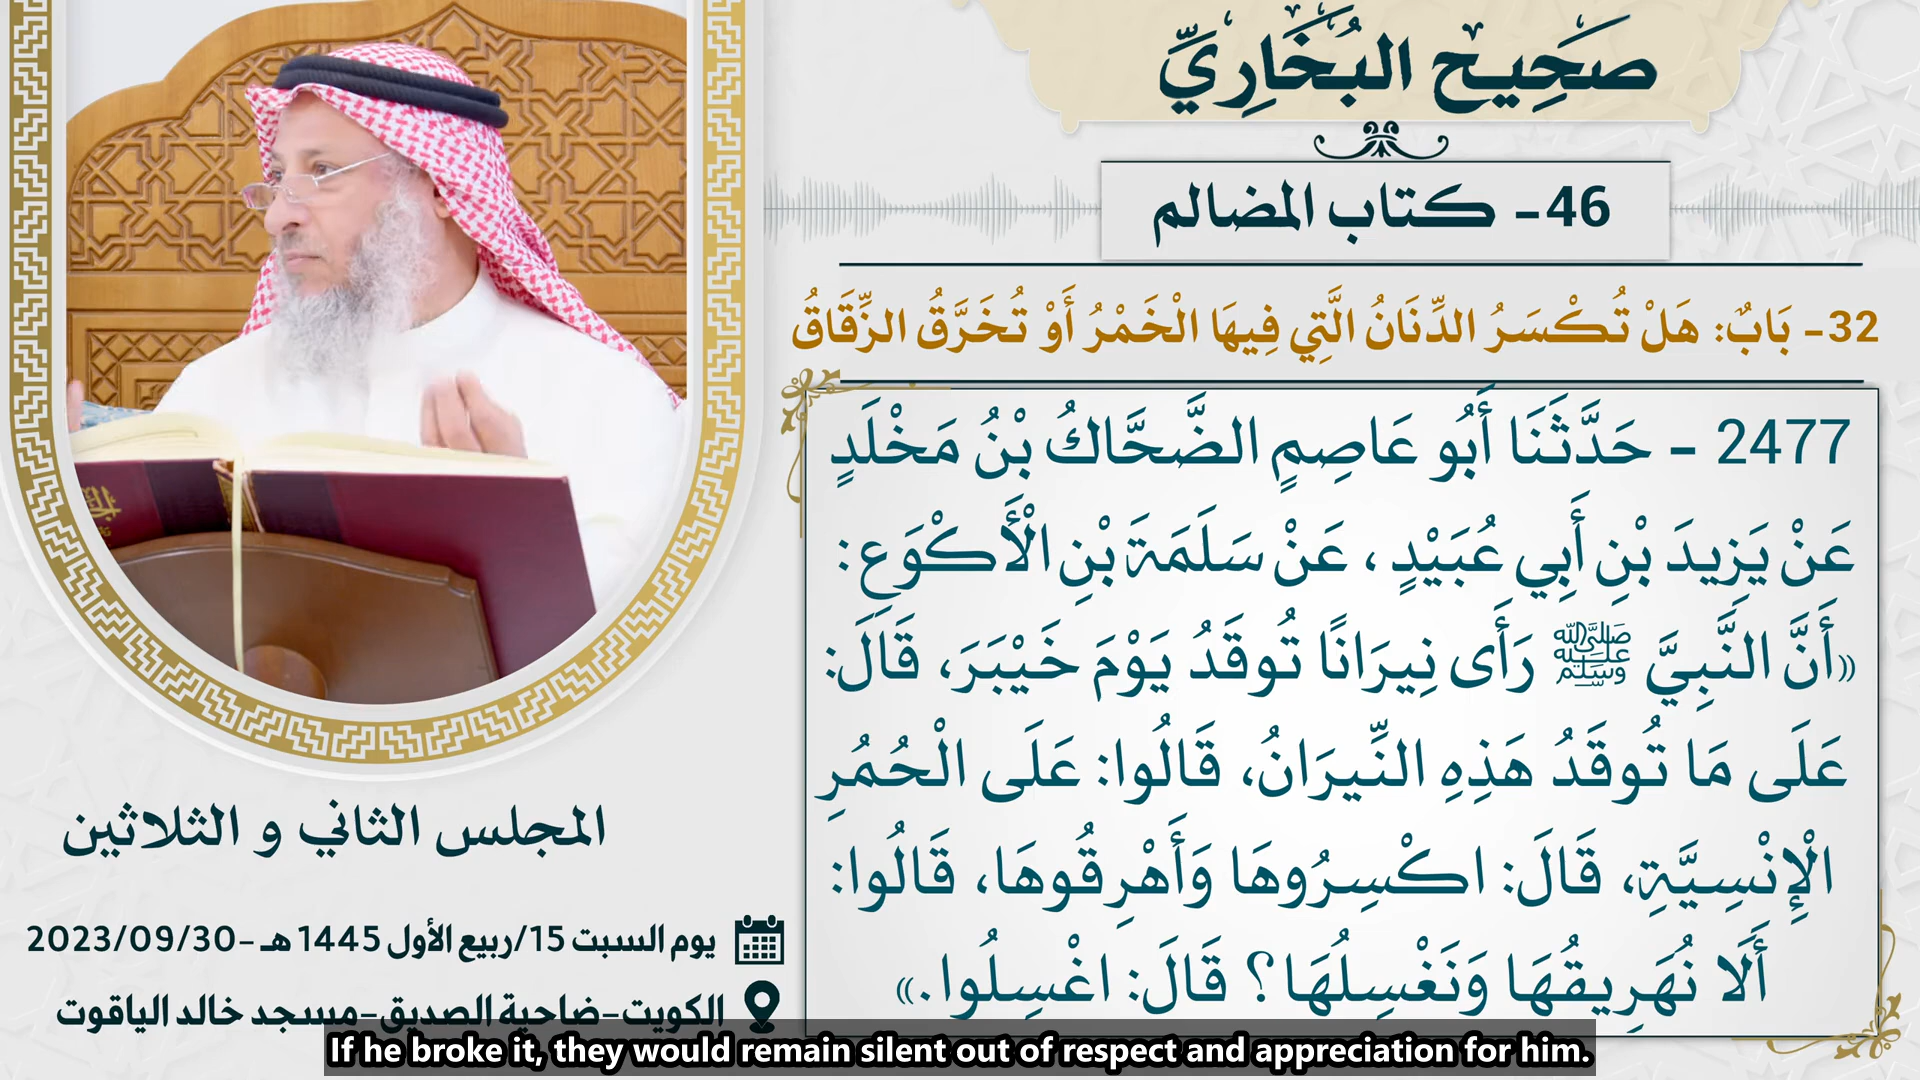 صَحِيح البُخَارِيّ
46- كتاب المضالم
32- بَابٌ: هَلْ تُكْسَرُ الدِّنَانُ الَّتِي فِيهَا الْخَمْرُ أَوْ تُخَرَّقُ الزِّقَاقُ
2477 - حَدَّثَنَا أَبُو عَاصِمٍ الضَّحَّاكُ بْنُ مَخْلَدٍ
عَنْ يَزِيدَ بْنِ أَبِي عُبَيْدٍ، عَنْ سَلَمَةَ بْنِ الْأَكْوَعِ:
«أَنَّ النَّبِيَّ ﷺ رَأَى نِيرَانًا تُوقَدُ يَوْمَ خَيْبَرَ، قَالَ:
عَلَى مَا تُوقَدُ هَذِهِ النِّيرَانُ، قَالُوا: عَلَى الْحُمُرِ
الْإِنْسِيَّةِ، قَالَ: اكْسِرُوهَا وَأَهْرِقُوهَا، قَالُوا:
أَلَا نُهَرِيقُهَا وَنَغْسِلُهَا؟ قَالَ: اغْسِلُوا.»
المجلس الثاني و الثلاثين
يوم السبت 15/ربيع الأول 1445 هـ -2023/09/30
الكويت-ضاحية الصديق-مسجد خالد الياقوت
If he broke it, they would remain silent out of respect and appreciation for him.